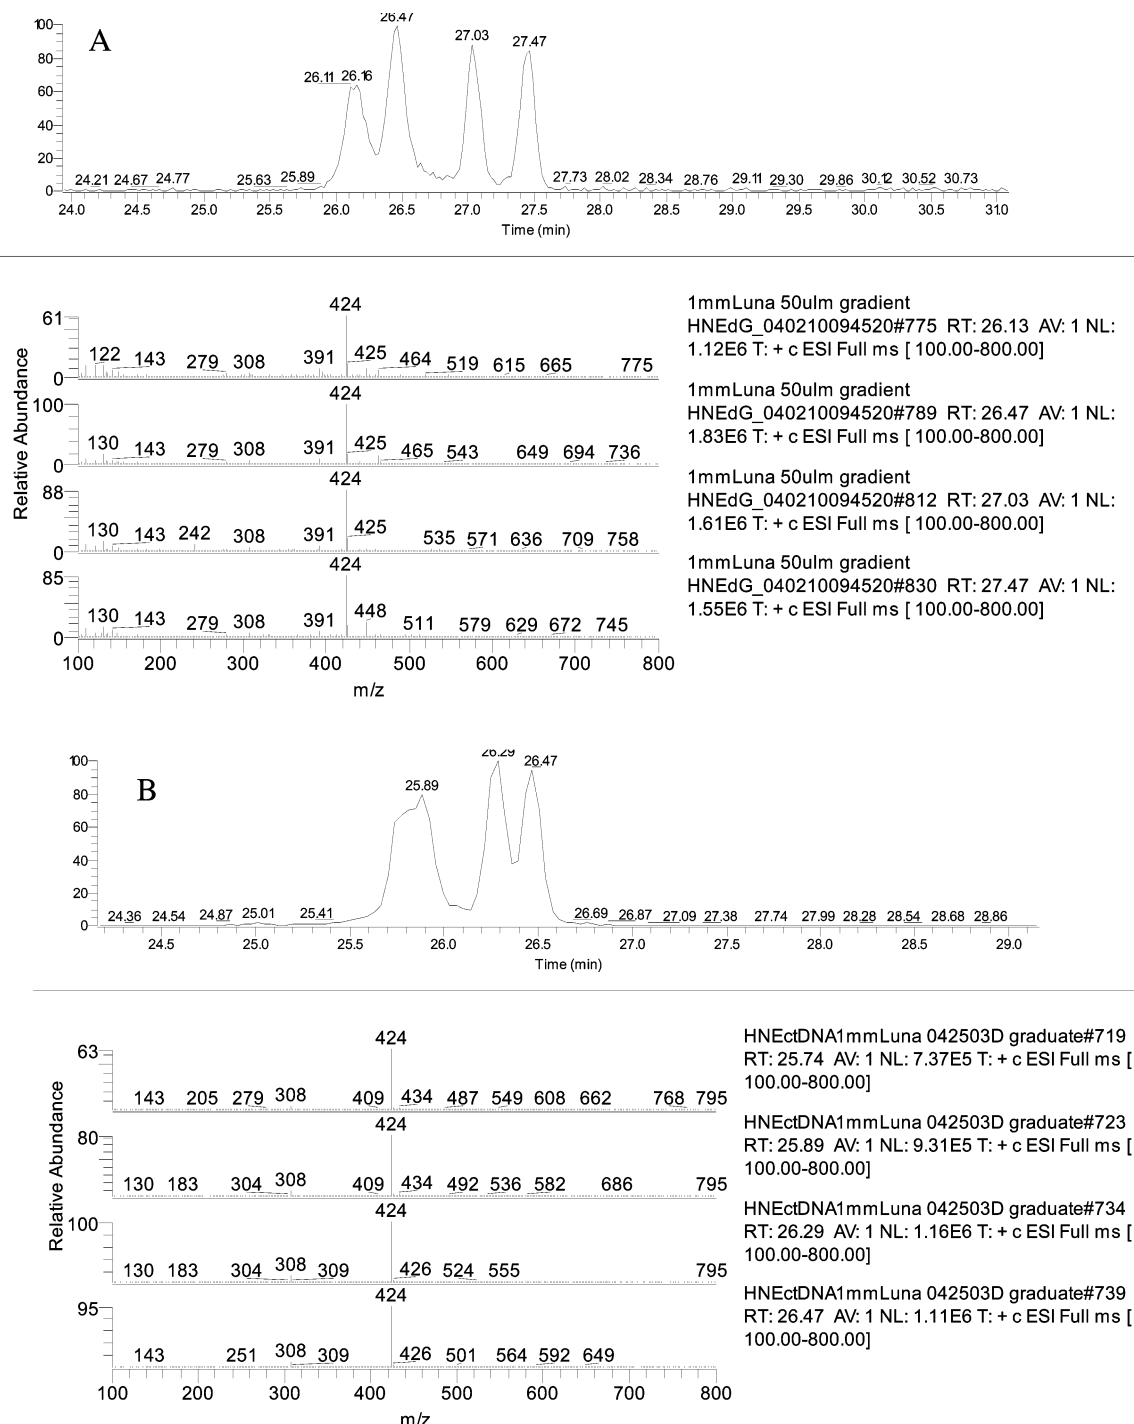 A
26.47
27.03
27.47
26.11 26.16
24.21 24.67 24.77 25.63 25.89 27.73 28.02 28.34 28.76 29.11 29.30 29.86 30.12 30.52 30.73
100
80
60
40
20
0
24.0 24.5 25.0 25.5 26.0 26.5 27.0 27.5 28.0 28.5 29.0 29.5 30.0 30.5 31.0
Time (min)
Relative Abundance
424
61
122 143 279 308 391 425 464 519 615 665 775
0
1mmLuna 50ulm gradient
HNEdG_040210094520#775 RT: 26.13 AV: 1 NL:
1.12E6 T: + c ESI Full ms [ 100.00-800.00]
424
100
130 143 279 308 391 425 465 543 649 694 736
0
1mmLuna 50ulm gradient
HNEdG_040210094520#789 RT: 26.47 AV: 1 NL:
1.83E6 T: + c ESI Full ms [ 100.00-800.00]
424
88
130 143 242 308 391 425 535 571 636 709 758
0
1mmLuna 50ulm gradient
HNEdG_040210094520#812 RT: 27.03 AV: 1 NL:
1.61E6 T: + c ESI Full ms [ 100.00-800.00]
424
85
130 143 279 308 391 448 511 579 629 672 745
0
1mmLuna 50ulm gradient
HNEdG_040210094520#830 RT: 27.47 AV: 1 NL:
1.55E6 T: + c ESI Full ms [ 100.00-800.00]
100 200 300 400 500 600 700 800
m/z
B
26.29
26.47
25.89
24.36 24.54 24.87 25.01 25.41 26.69 26.87 27.09 27.38 27.74 27.99 28.28 28.54 28.68 28.86
100
80
60
40
20
0
24.5 25.0 25.5 26.0 26.5 27.0 27.5 28.0 28.5 29.0
Time (min)
Relative Abundance
424
63
143 205 279 308 409 434 487 549 608 662 768 795
HNEctDNA1mmLuna 042503D graduate#719
RT: 25.74 AV: 1 NL: 7.37E5 T: + c ESI Full ms [
100.00-800.00]
424
80
130 183 304 308 409 434 492 536 582 686 795
HNEctDNA1mmLuna 042503D graduate#723
RT: 25.89 AV: 1 NL: 9.31E5 T: + c ESI Full ms [
100.00-800.00]
424
100
130 183 304 308 309 426 524 555 795
HNEctDNA1mmLuna 042503D graduate#734
RT: 26.29 AV: 1 NL: 1.16E6 T: + c ESI Full ms [
100.00-800.00]
424
95
143 251 308 309 426 501 564 592 649
HNEctDNA1mmLuna 042503D graduate#739
RT: 26.47 AV: 1 NL: 1.11E6 T: + c ESI Full ms [
100.00-800.00]
100 200 300 400 500 600 700 800
m/z